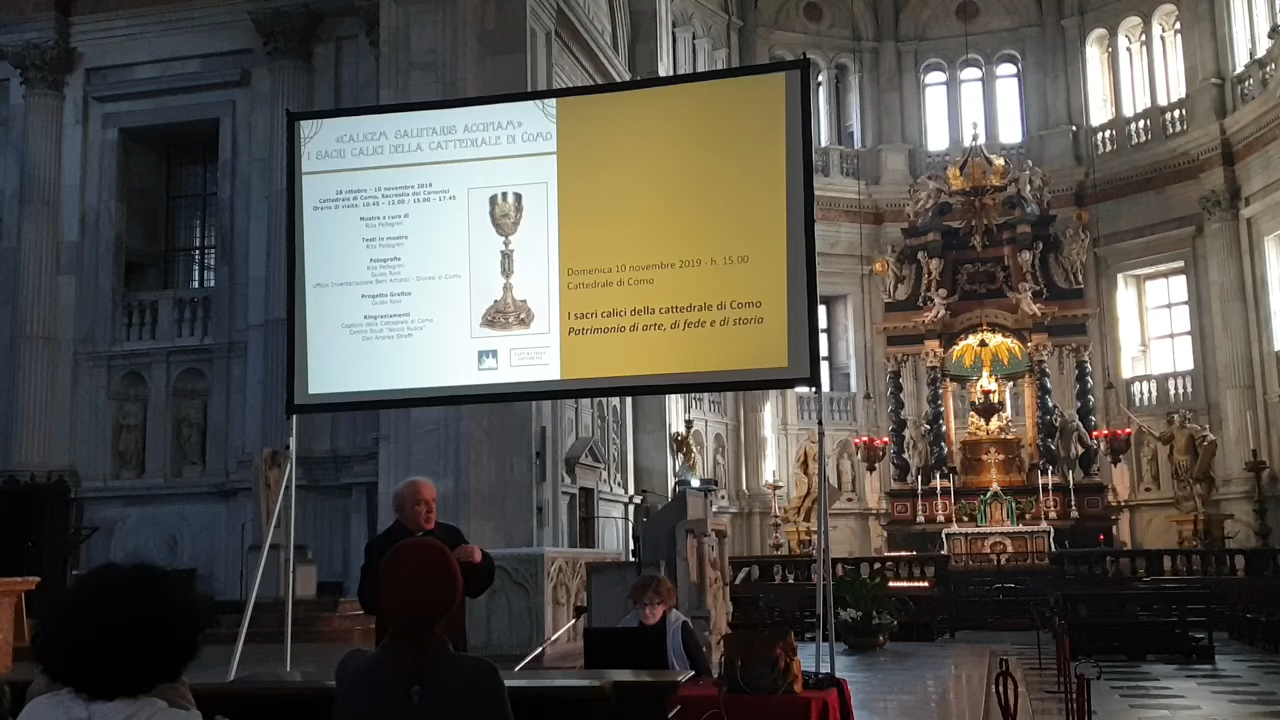 «CALICEM SALUTARIS ACCIPIAM»
I SACRI CALICI DELLA CATTEDRALE DI COMO
28 ottobre - 10 novembre 2019
Cattedrale di Como, Sacrestia dei Canonici
Orario di visita: 10.45 - 12.00 / 15.00 - 17.45
Mostra a cura di
Rita Pellegrini
Testi in mostra
Rita Pellegrini
Fotografie
Rita Pellegrini
Guido Rovi
Ufficio Inventariazione Beni Artistici - Diocesi di Como
Progetto Grafico
Guido Rovi
Ringraziamenti
Capitolo della Cattedrale di Como
Centro Studi "Nicolò Rusca"
Don Andrea Straffi
Domenica 10 novembre 2019 - h. 15.00
Cattedrale di Como
I sacri calici della cattedrale di Como
Patrimonio di arte, di fede e di storia